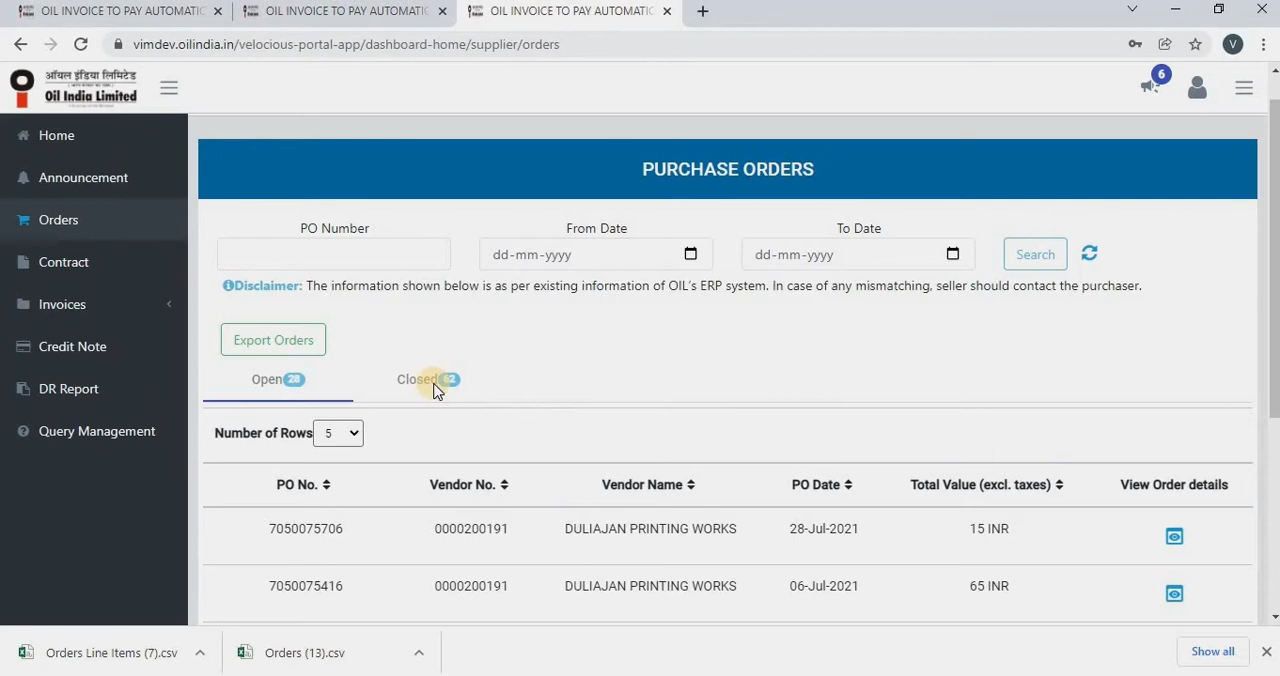 OIL INVOICE TO PAY AUTOMATIC
OIL INVOICE TO PAY AUTOMATIC
OIL INVOICE TO PAY AUTOMATIC
vimdev.oilindia.in/velocious-portal-app/dashboard-home/supplier/orders
V
ऑयल इंडिया लिमिटेड
Oil India Limited
6
Home
Announcement
Orders
Contract
Invoices
Credit Note
DR Report
Query Management
PURCHASE ORDERS
PO Number
From Date
To Date
dd-mm-yyyy
dd-mm-yyyy
Search
Disclaimer: The information shown below is as per existing information of OIL's ERP system. In case of any mismatching, seller should contact the purchaser.
Export Orders
Open 28
Closed
Number of Rows 5
PO No. Vendor No. Vendor Name PO Date Total Value (excl. taxes) View Order details
7050075706 0000200191 DULIAJAN PRINTING WORKS 28-Jul-2021 15 INR
7050075416 0000200191 DULIAJAN PRINTING WORKS 06-Jul-2021 65 INR
Orders Line Items (7).csv
Orders (13).csv
Show all